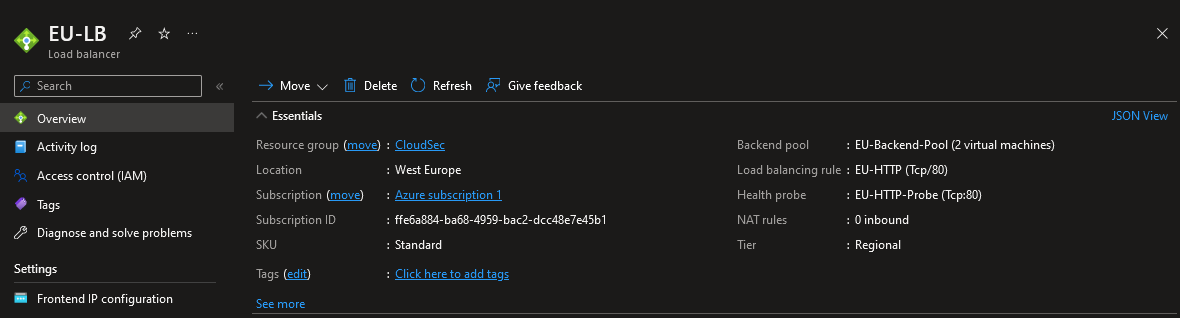 EU-LB
Load balancer
Search
Overview
Activity log
Access control (IAM)
Tags
Diagnose and solve problems
Settings
Frontend IP configuration
Move
Delete
Refresh
Give feedback
Essentials
JSON View
Resource group (move) : CloudSec
Location : West Europe
Subscription (move) : Azure subscription 1
Subscription ID : ffe6a884-ba68-4959-bac2-dcc48e7e45b1
SKU : Standard
Tags (edit) : Click here to add tags
See more
Backend pool : EU-Backend-Pool (2 virtual machines)
Load balancing rule : EU-HTTP (Tcp/80)
Health probe : EU-HTTP-Probe (Tcp:80)
NAT rules : 0 inbound
Tier : Regional